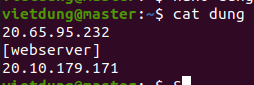 vietdung@master:~$ cat dung
20.65.95.232
[webserver]
20.10.179.171
vietdung@master:~$